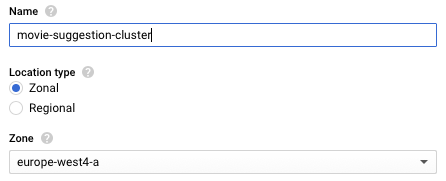 Name
movie-suggestion-cluster
Location type
Zonal
Regional
Zone
europe-west4-a